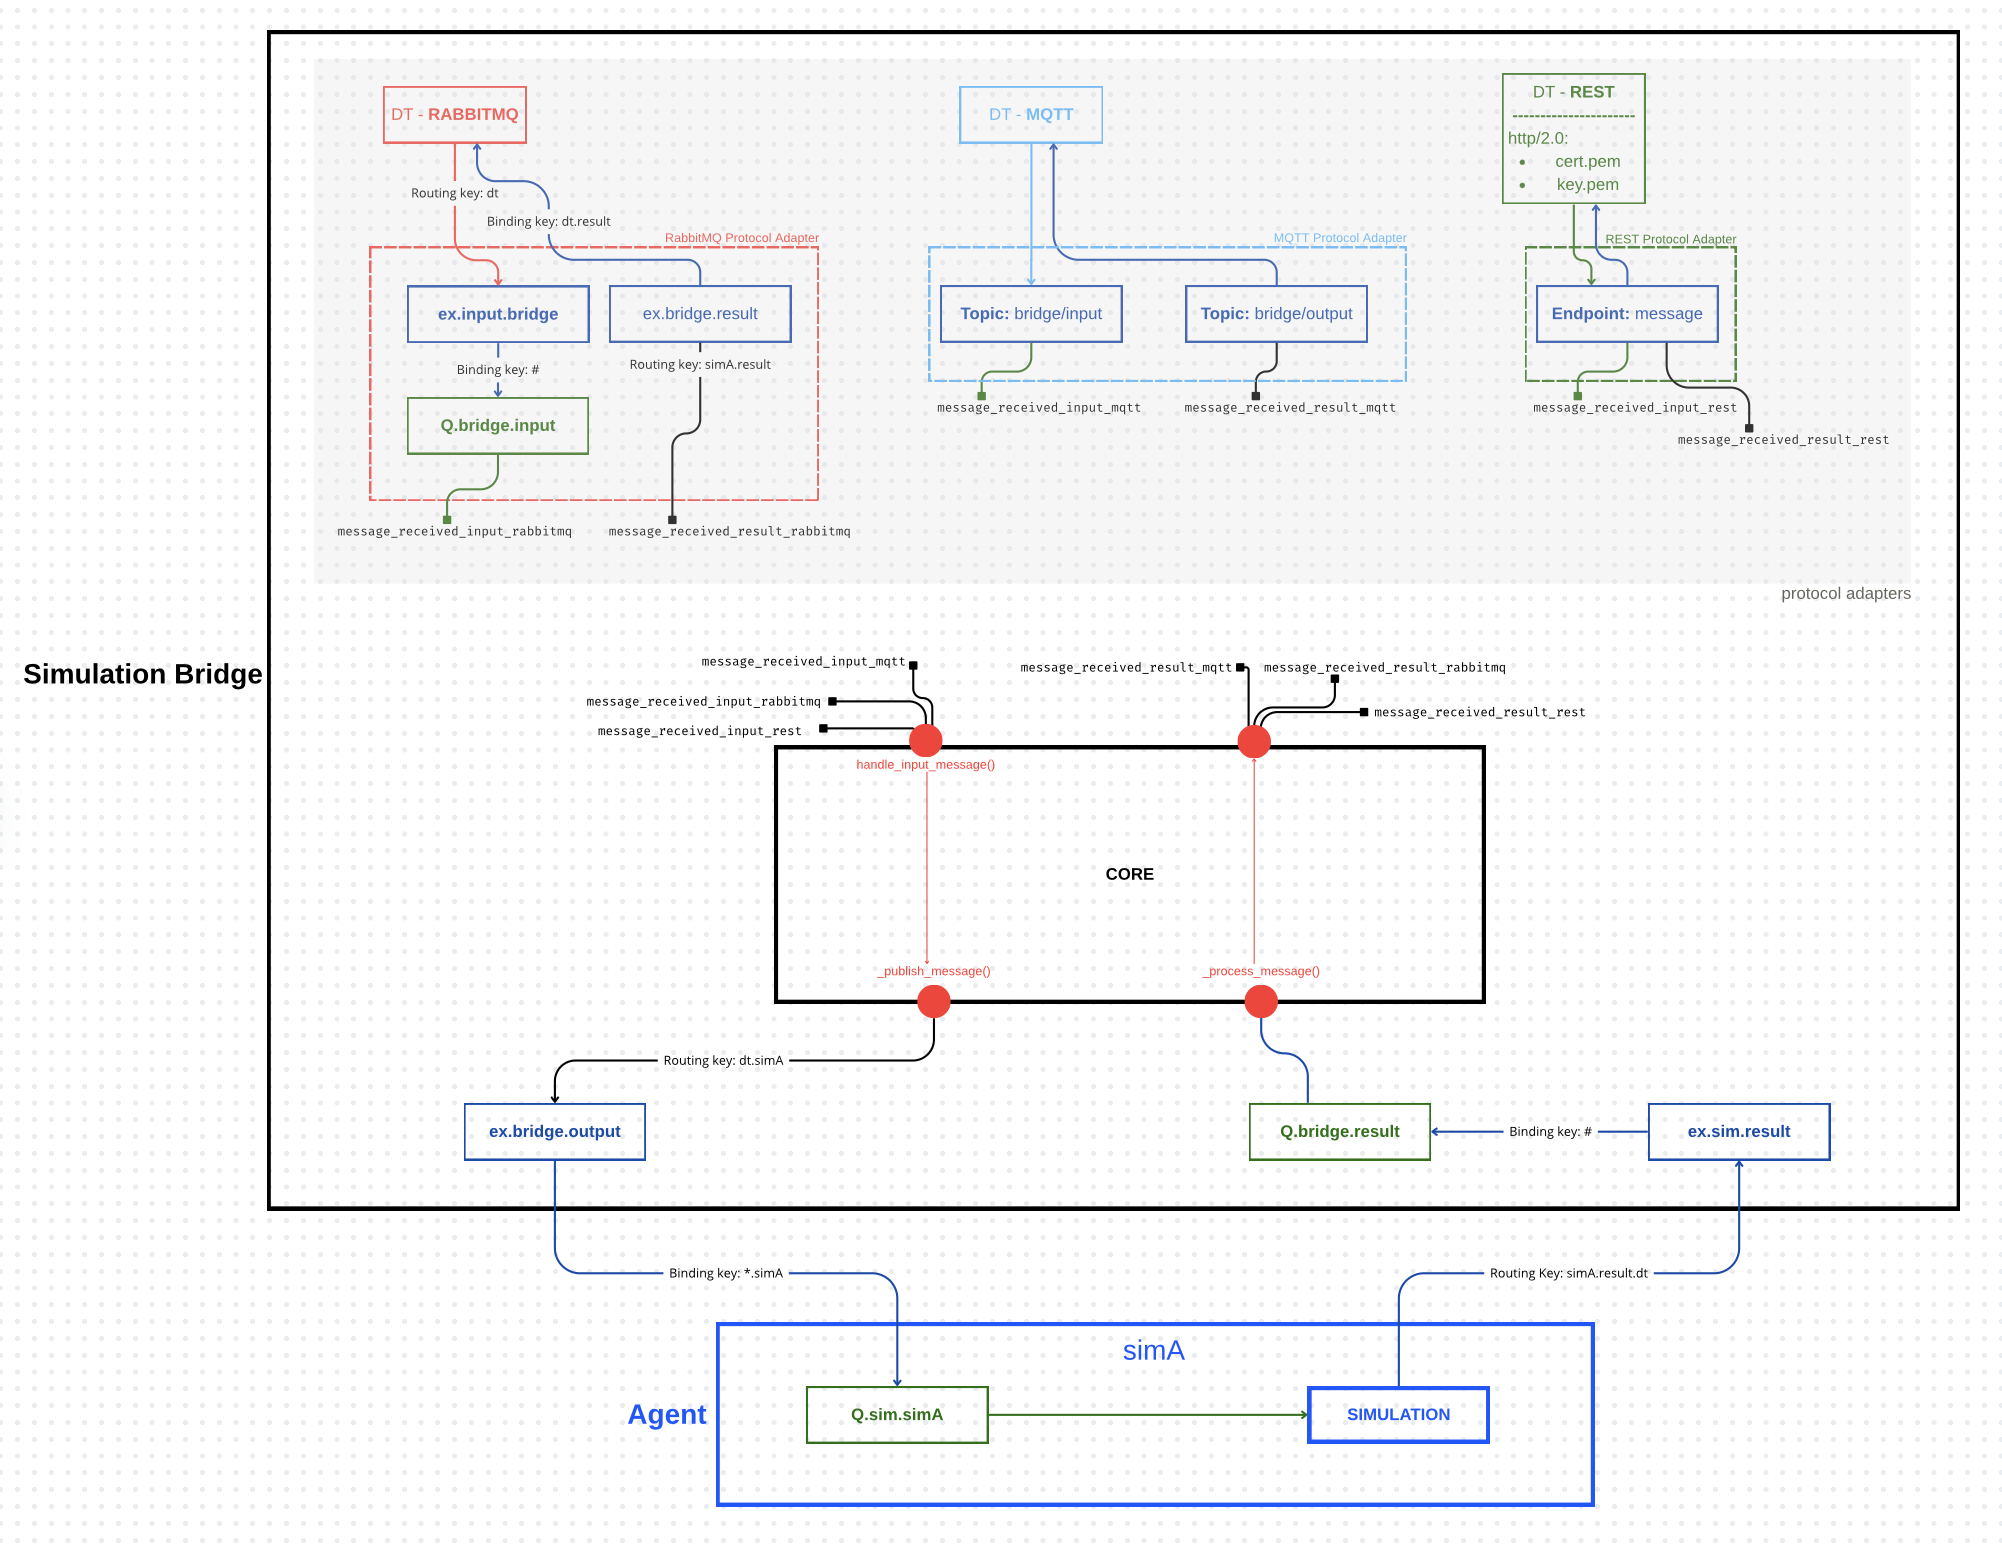 DT - RABBITMQ
DT - MQTT
DT - REST
http/2.0:
cert.pem
key.pem
Routing key: dt
Binding key: dt.result
RabbitMQ Protocol Adapter
MQTT Protocol Adapter
REST Protocol Adapter
ex.input.bridge
ex.bridge.result
Topic: bridge/input
Topic: bridge/output
Endpoint: message
Binding key: #
Routing key: simA.result
Q.bridge.input
message_received_input_mqtt
message_received_result_mqtt
message_received_input_rest
message_received_result_rest
message_received_input_rabbitmq
message_received_result_rabbitmq
protocol adapters
Simulation Bridge
message_received_input_mqtt
message_received_input_rabbitmq
message_received_input_rest
message_received_result_mqtt
message_received_result_rabbitmq
message_received_result_rest
handle_input_message()
CORE
_publish_message()
_process_message()
Routing key: dt.simA
ex.bridge.output
Q.bridge.result
Binding key: #
ex.sim.result
Binding key: *.simA
Routing Key: simA.result.dt
simA
Agent
Q.sim.simA
SIMULATION